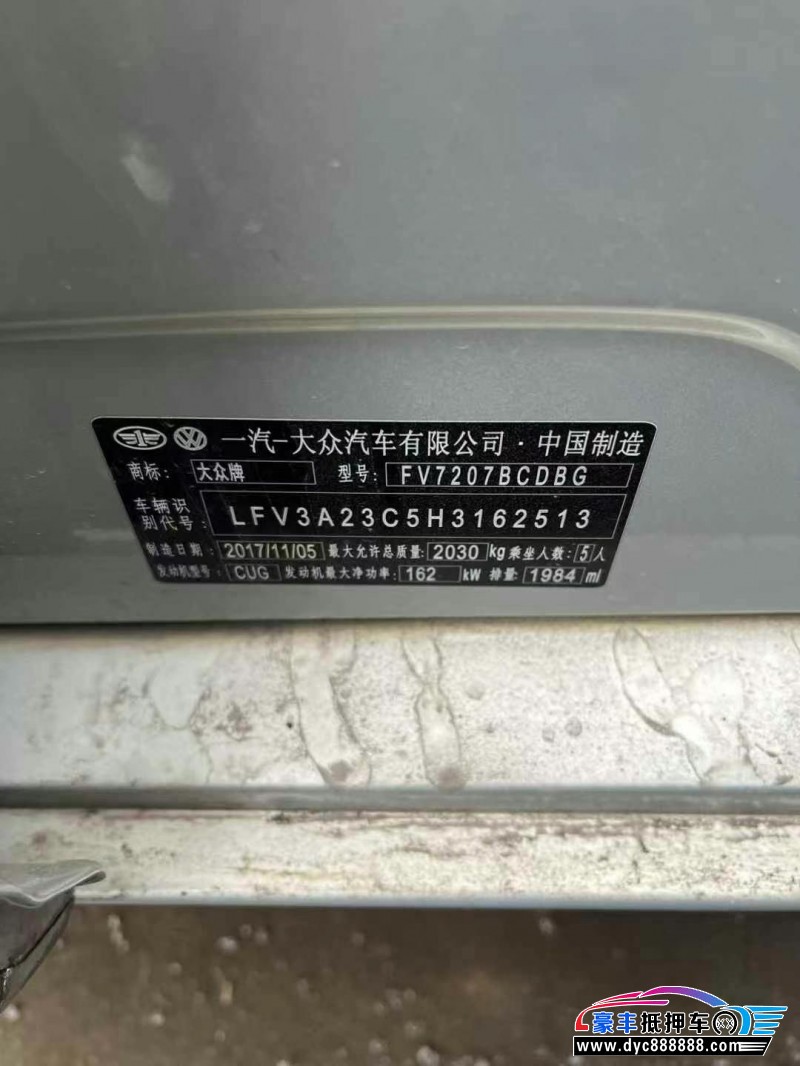 一汽-大众汽车有限公司·中国制造
商标: 大众牌 型号: FV7207BCDBG
车辆识别代号: LFV3A23C5H3162513
制造日期: 2017/11/05 最大允许总质量: 2030 kg 乘坐人数: 5 人
发动机型号: CUG 发动机最大净功率: 162 kW 排量: 1984 ml
豪丰抵押车
www.dyc888888.com